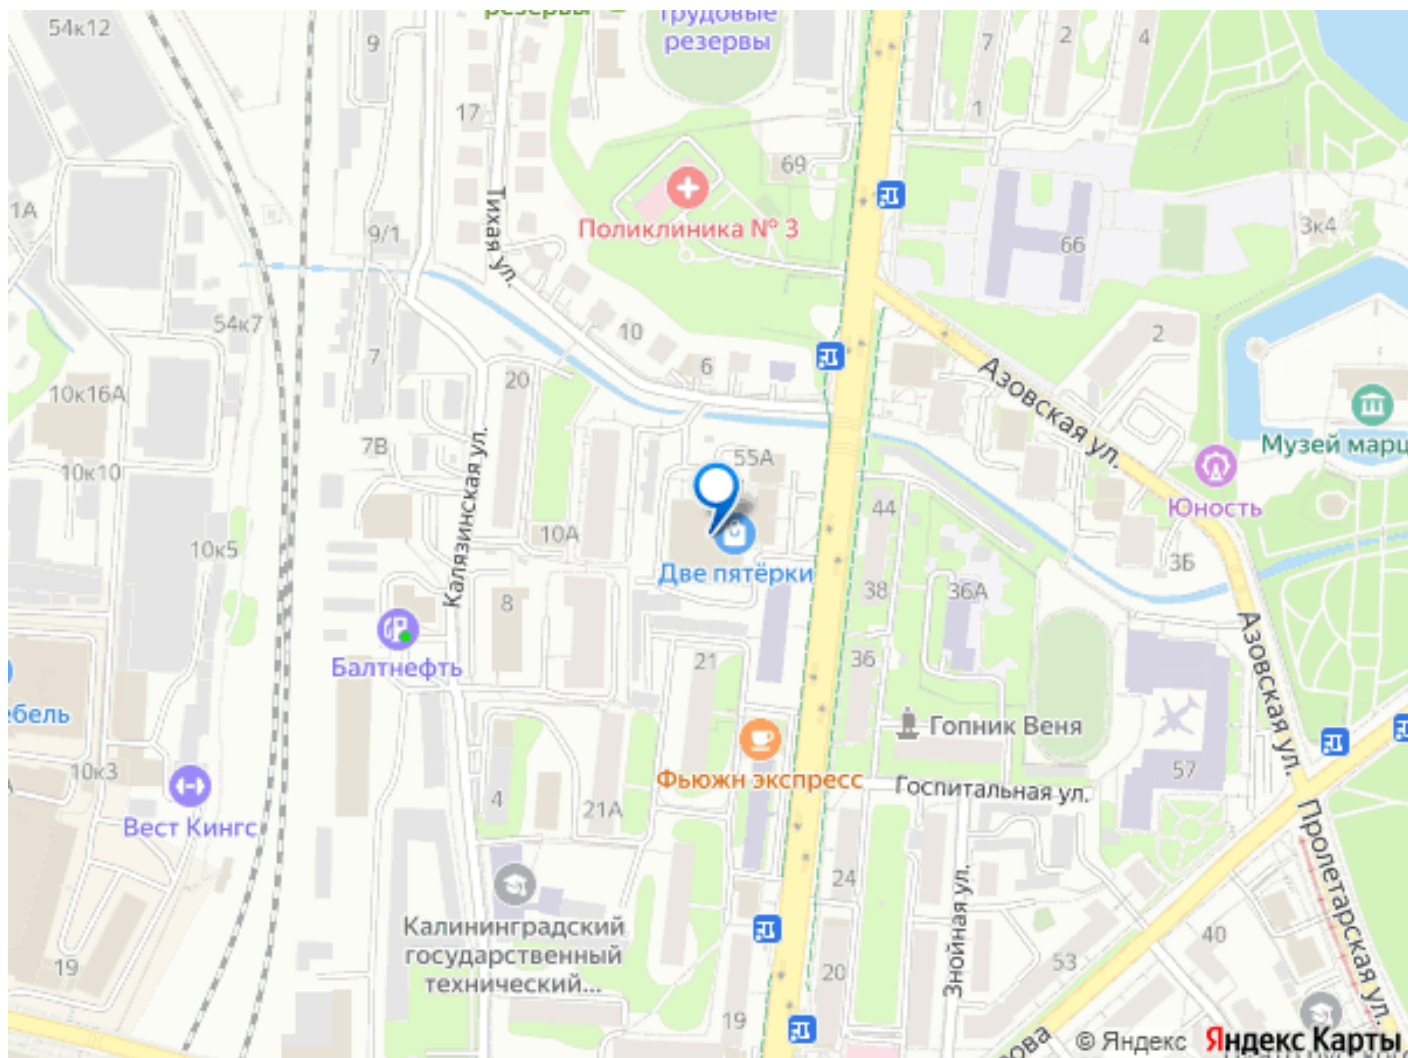 54к12
9
резервы
Трудовые
резервы
7
2
4
17
1
69
1А
Тихая ул.
Поликлиника № 3
9/1
66
3к4
54к7
10
7
6
2
20
10к16А
Азовская ул.
Музей марц
7В
10к10
55А
Юность
Калязинская ул.
44
10А
10к5
3Б
Две пятёрки
38
36А
8
Азовская ул.
Балтнефть
21
36
ебель
Гопник Веня
10к3
Фьюжн экспресс
57
Госпитальная ул.
4
21А
Вест Кингс
Пролетарская ул.
24
Знойная ул.
Калининградский
государственный
технический...
40
19
53
20
19
ова
© Яндекс
Яндекс Карты